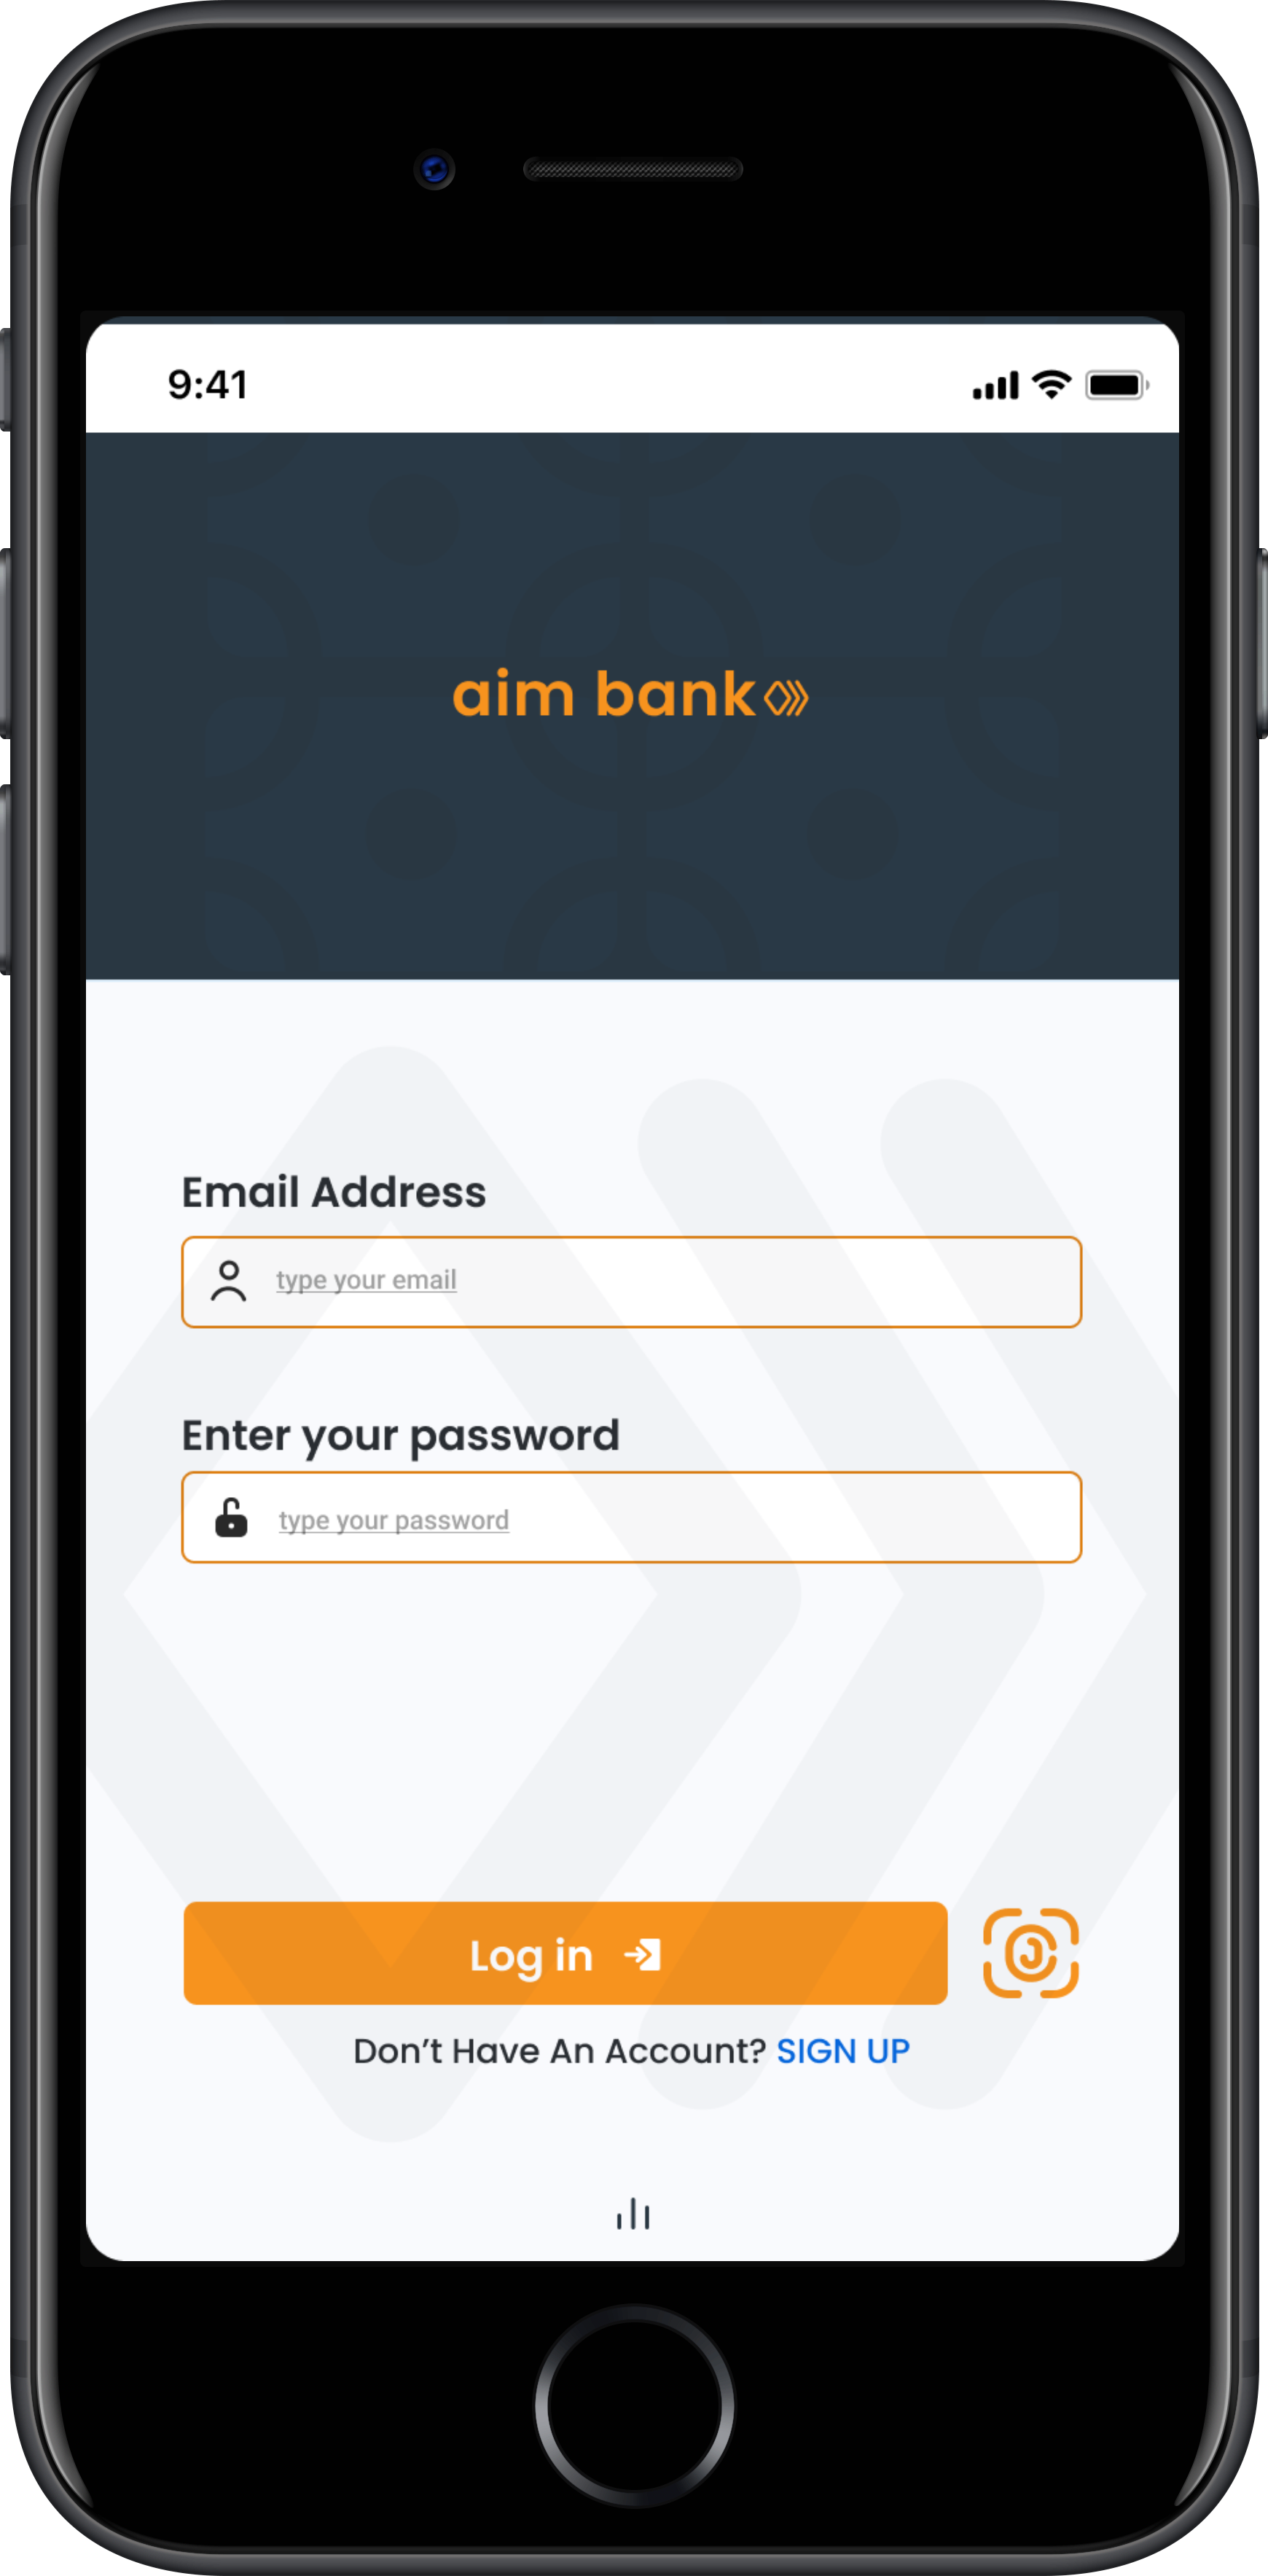 9:41
aim bank
Email Address
type your email
Enter your password
type your password
Log in
Don’t Have An Account? SIGN UP